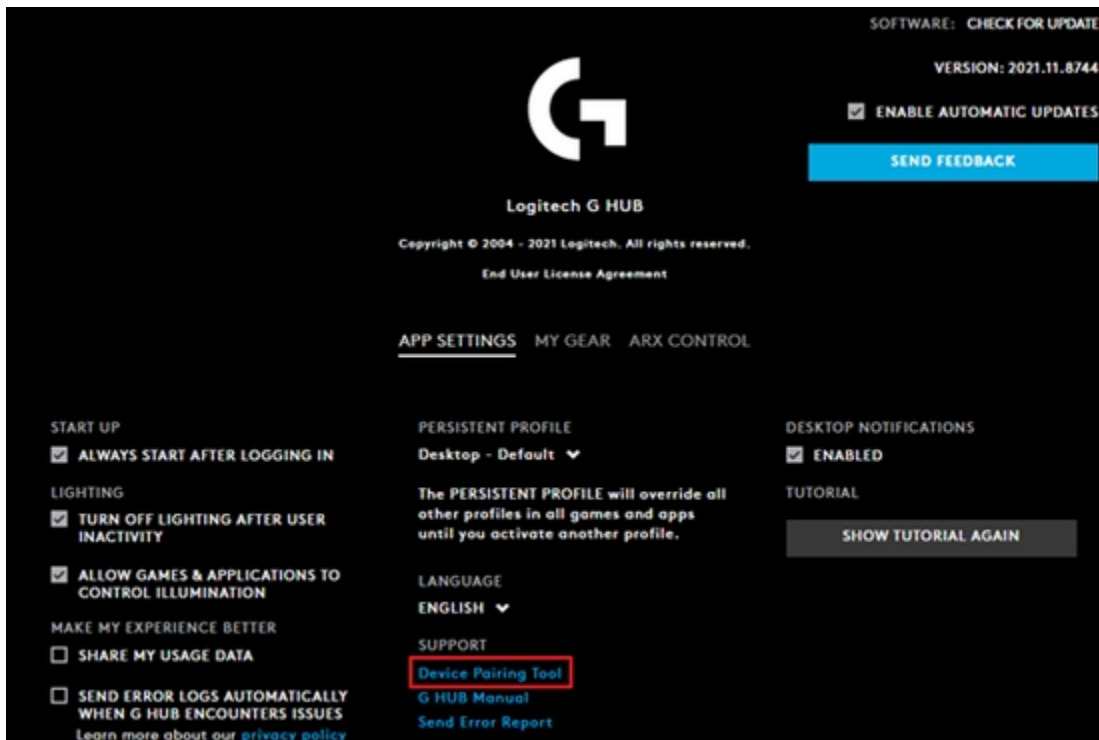 SOFTWARE: CHECK FOR UPDATE
VERSION: 2021.11.8744
ENABLE AUTOMATIC UPDATES
SEND FEEDBACK
Logitech G HUB
Copyright © 2004 - 2021 Logitech. All rights reserved.
End User License Agreement
APP SETTINGS MY GEAR ARX CONTROL
START UP
ALWAYS START AFTER LOGGING IN
LIGHTING
TURN OFF LIGHTING AFTER USER
INACTIVITY
ALLOW GAMES & APPLICATIONS TO
CONTROL ILLUMINATION
MAKE MY EXPERIENCE BETTER
SHARE MY USAGE DATA
SEND ERROR LOGS AUTOMATICALLY
WHEN G HUB ENCOUNTERS ISSUES
Learn more about our privacy policy
PERSISTENT PROFILE
Desktop - Default
The PERSISTENT PROFILE will override all
other profiles in all games and apps
until you activate another profile.
LANGUAGE
ENGLISH
SUPPORT
Device Pairing Tool
G HUB Manual
Send Error Report
DESKTOP NOTIFICATIONS
ENABLED
TUTORIAL
SHOW TUTORIAL AGAIN